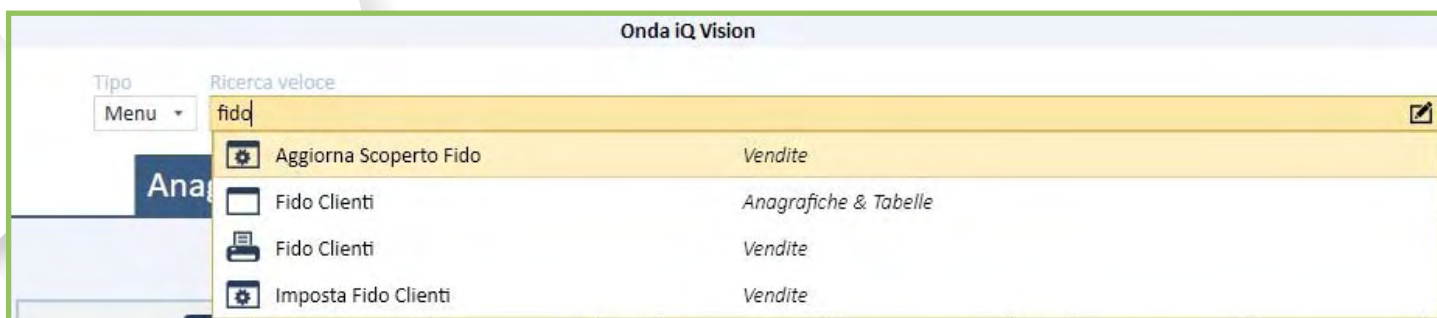 Onda iQ Vision
Tipo Ricerca veloce
Menu fido
Aggiorna Scoperto Fido Vendite
Fido Clienti Anagrafiche & Tabelle
Fido Clienti Vendite
Imposta Fido Clienti Vendite